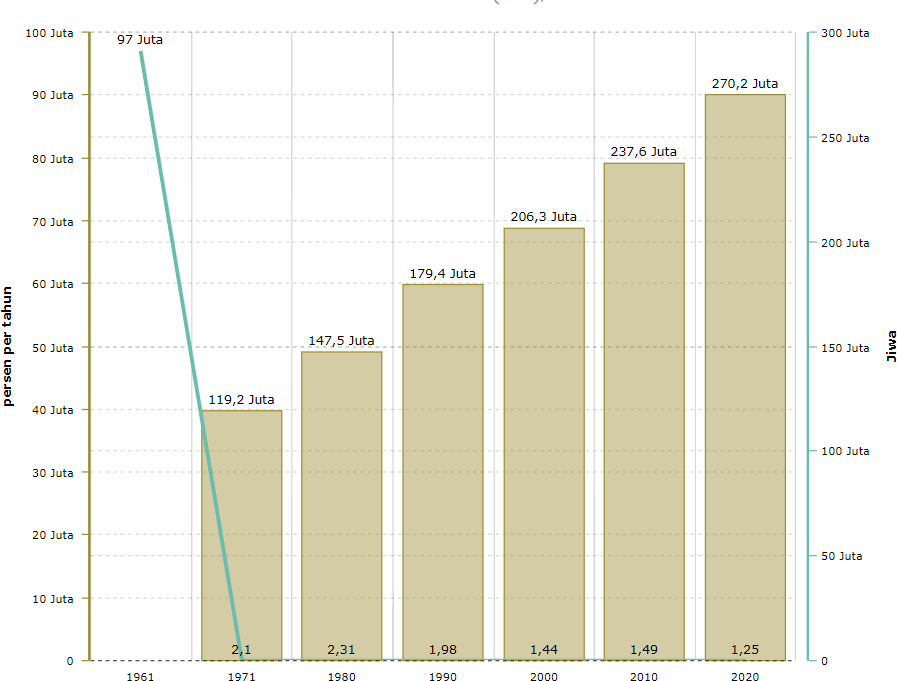 100 Juta
90 Juta
80 Juta
70 Juta
60 Juta
50 Juta
40 Juta
30 Juta
20 Juta
10 Juta
0
persen per tahun
97 Juta
119,2 Juta
147,5 Juta
179,4 Juta
206,3 Juta
237,6 Juta
270,2 Juta
2,1
2,31
1,98
1,44
1,49
1,25
1961
1971
1980
1990
2000
2010
2020
300 Juta
250 Juta
200 Juta
150 Juta
100 Juta
50 Juta
0
Jiwa